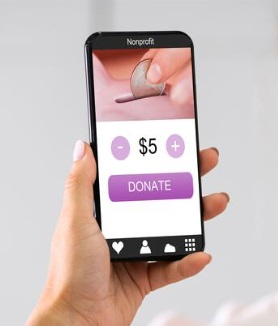 Nonprofit
- $5 +
DONATE